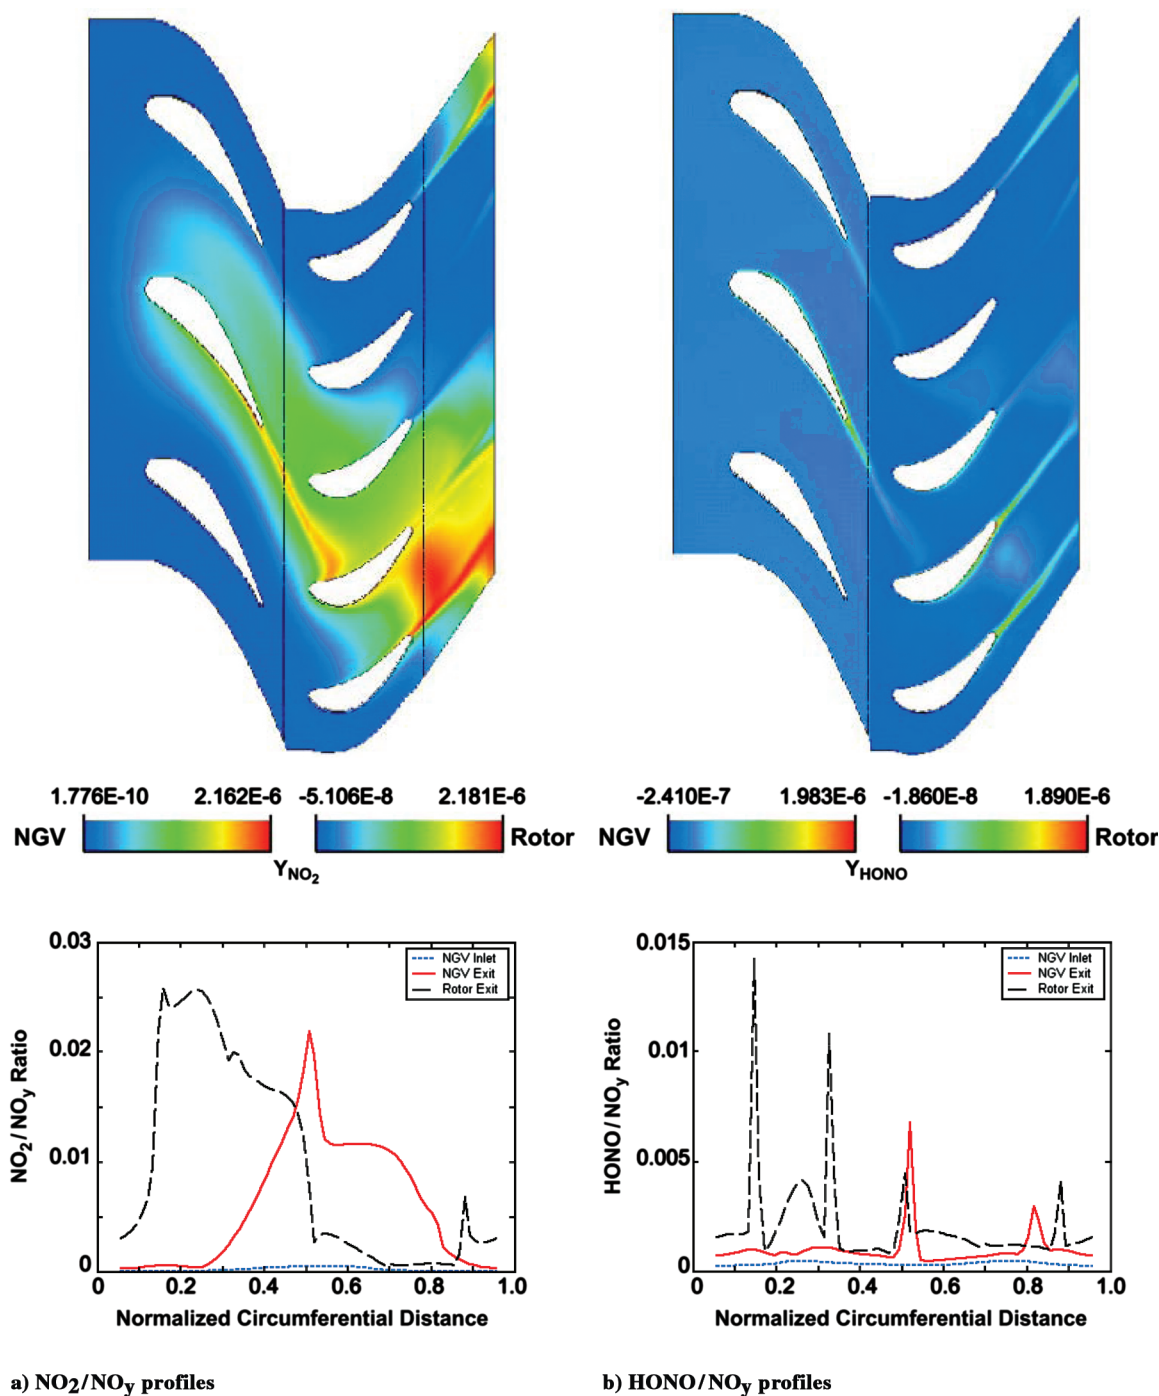 1.776E-10 2.162E-6 -5.106E-8 2.181E-6
NGV Rotor
Y_NO2
-2.410E-7 1.983E-6 -1.860E-8 1.890E-6
NGV Rotor
Y_HONO
0.03
0.02
0.01
0
NO2/NOy Ratio
NGV Inlet
NGV Exit
Rotor Exit
0 0.2 0.4 0.6 0.8 1.0
Normalized Circumferential Distance
0.015
0.01
0.005
0
HONO/NOy Ratio
NGV Inlet
NGV Exit
Rotor Exit
0 0.2 0.4 0.6 0.8 1.0
Normalized Circumferential Distance
a) NO2/NOy profiles
b) HONO/NOy profiles